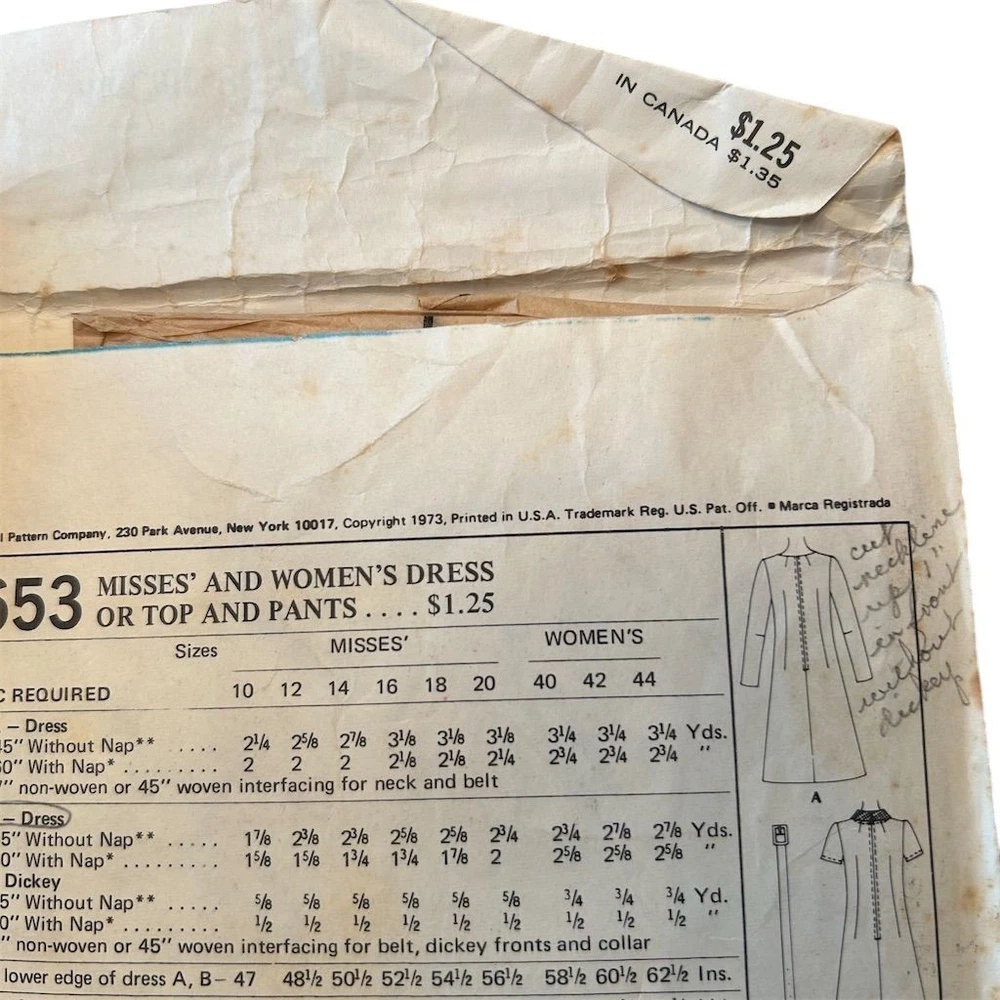 $1.25
IN CANADA $1.35
l Pattern Company, 230 Park Avenue, New York 10017, Copyright 1973, Printed in U.S.A. Trademark Reg. U.S. Pat. Off. ■ Marca Registrada
653 MISSES’ AND WOMEN’S DRESS
OR TOP AND PANTS .... $1.25
Sizes MISSES’ WOMEN’S
C REQUIRED 10 12 14 16 18 20 40 42 44
– Dress
45” Without Nap** ..... 2¼ 2⅝ 2⅞ 3⅛ 3⅛ 3⅛ 3¼ 3¼ 3¼ Yds.
60” With Nap* ......... 2 2 2 2⅛ 2⅛ 2¼ 2¾ 2¾ 2¾ ”
” non-woven or 45” woven interfacing for neck and belt
– Dress
5” Without Nap** ..... 1⅞ 2⅜ 2⅜ 2⅝ 2⅝ 2¾ 2¾ 2⅞ 2⅞ Yds.
0” With Nap* ......... 1⅝ 1⅝ 1¾ 1¾ 1⅞ 2 2⅝ 2⅝ 2⅝ ”
Dickey
5” Without Nap** ..... ⅝ ⅝ ⅝ ⅝ ⅝ ⅝ ¾ ¾ ¾ Yd.
0” With Nap* ......... ½ ½ ½ ½ ½ ½ ½ ½ ½ ”
” non-woven or 45” woven interfacing for belt, dickey fronts and collar
lower edge of dress A, B– 47 48½ 50½ 52½ 54½ 56½ 58½ 60½ 62½ Ins.
A
cut
neckline
up 1"
in front
without
dickey